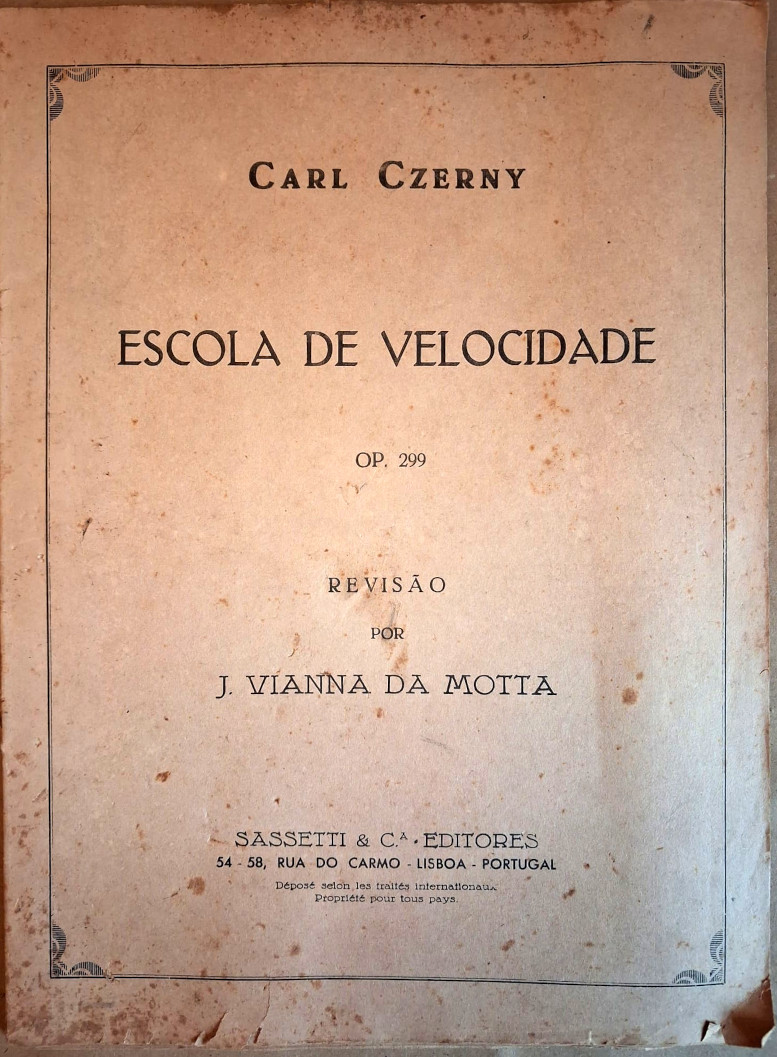 CARL CZERNY
ESCOLA DE VELOCIDADE
OP. 299
REVISÃO
POR
J. VIANNA DA MOTTA
SASSETTI & C.ᴬ • EDITORES
54 - 58, RUA DO CARMO - LISBOA - PORTUGAL
Déposé selon les traités internationaux
Propriété pour tous pays.